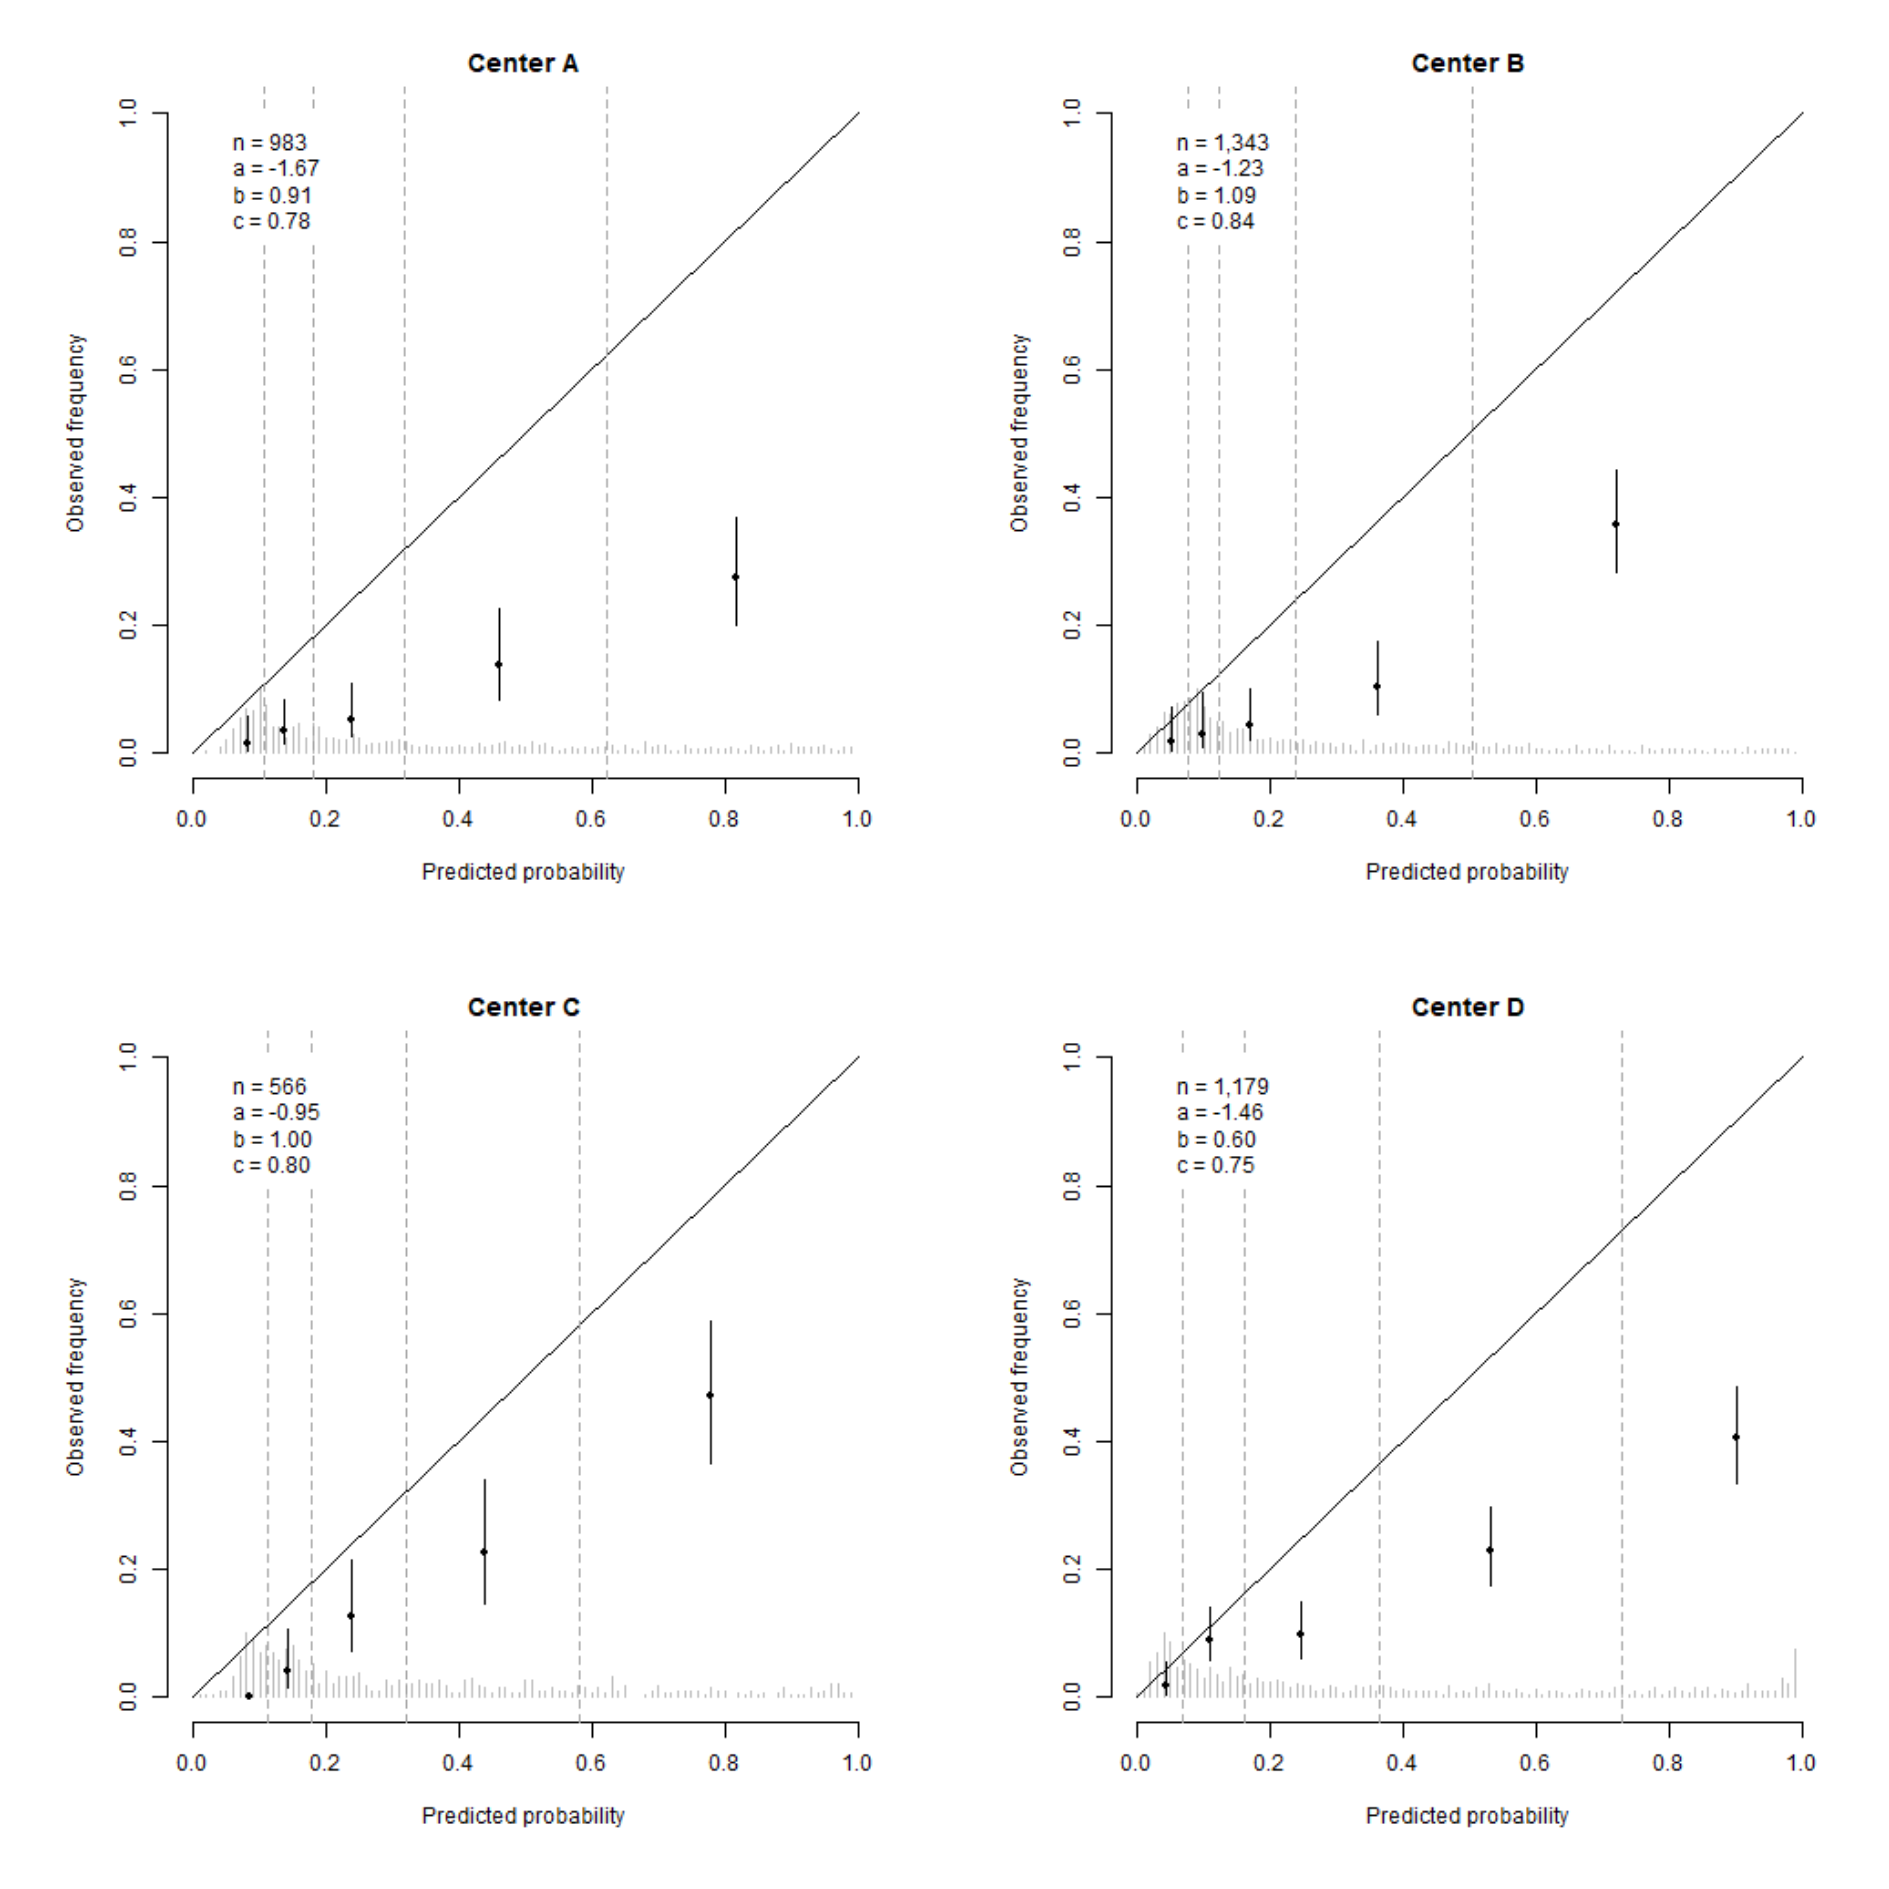 Center A
n = 983
a = -1.67
b = 0.91
c = 0.78
1.0
0.8
0.6
0.4
0.2
0.0
Observed frequency
0.0 0.2 0.4 0.6 0.8 1.0
Predicted probability
Center B
n = 1,343
a = -1.23
b = 1.09
c = 0.84
1.0
0.8
0.6
0.4
0.2
0.0
Observed frequency
0.0 0.2 0.4 0.6 0.8 1.0
Predicted probability
Center C
n = 566
a = -0.95
b = 1.00
c = 0.80
1.0
0.8
0.6
0.4
0.2
0.0
Observed frequency
0.0 0.2 0.4 0.6 0.8 1.0
Predicted probability
Center D
n = 1,179
a = -1.46
b = 0.60
c = 0.75
1.0
0.8
0.6
0.4
0.2
0.0
Observed frequency
0.0 0.2 0.4 0.6 0.8 1.0
Predicted probability